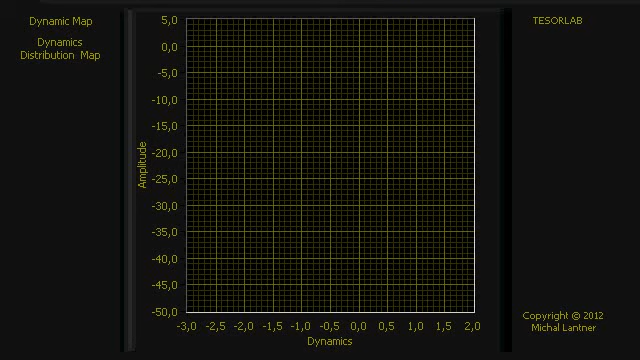 Dynamic Map
Dynamics
Distribution Map
5,0
0,0
-5,0
-10,0
-15,0
-20,0
-25,0
-30,0
-35,0
-40,0
-45,0
-50,0
Amplitude
-3,0 -2,5 -2,0 -1,5 -1,0 -0,5 0,0 0,5 1,0 1,5 2,0
Dynamics
TESORLAB
Copyright © 2012
Michal Lantner